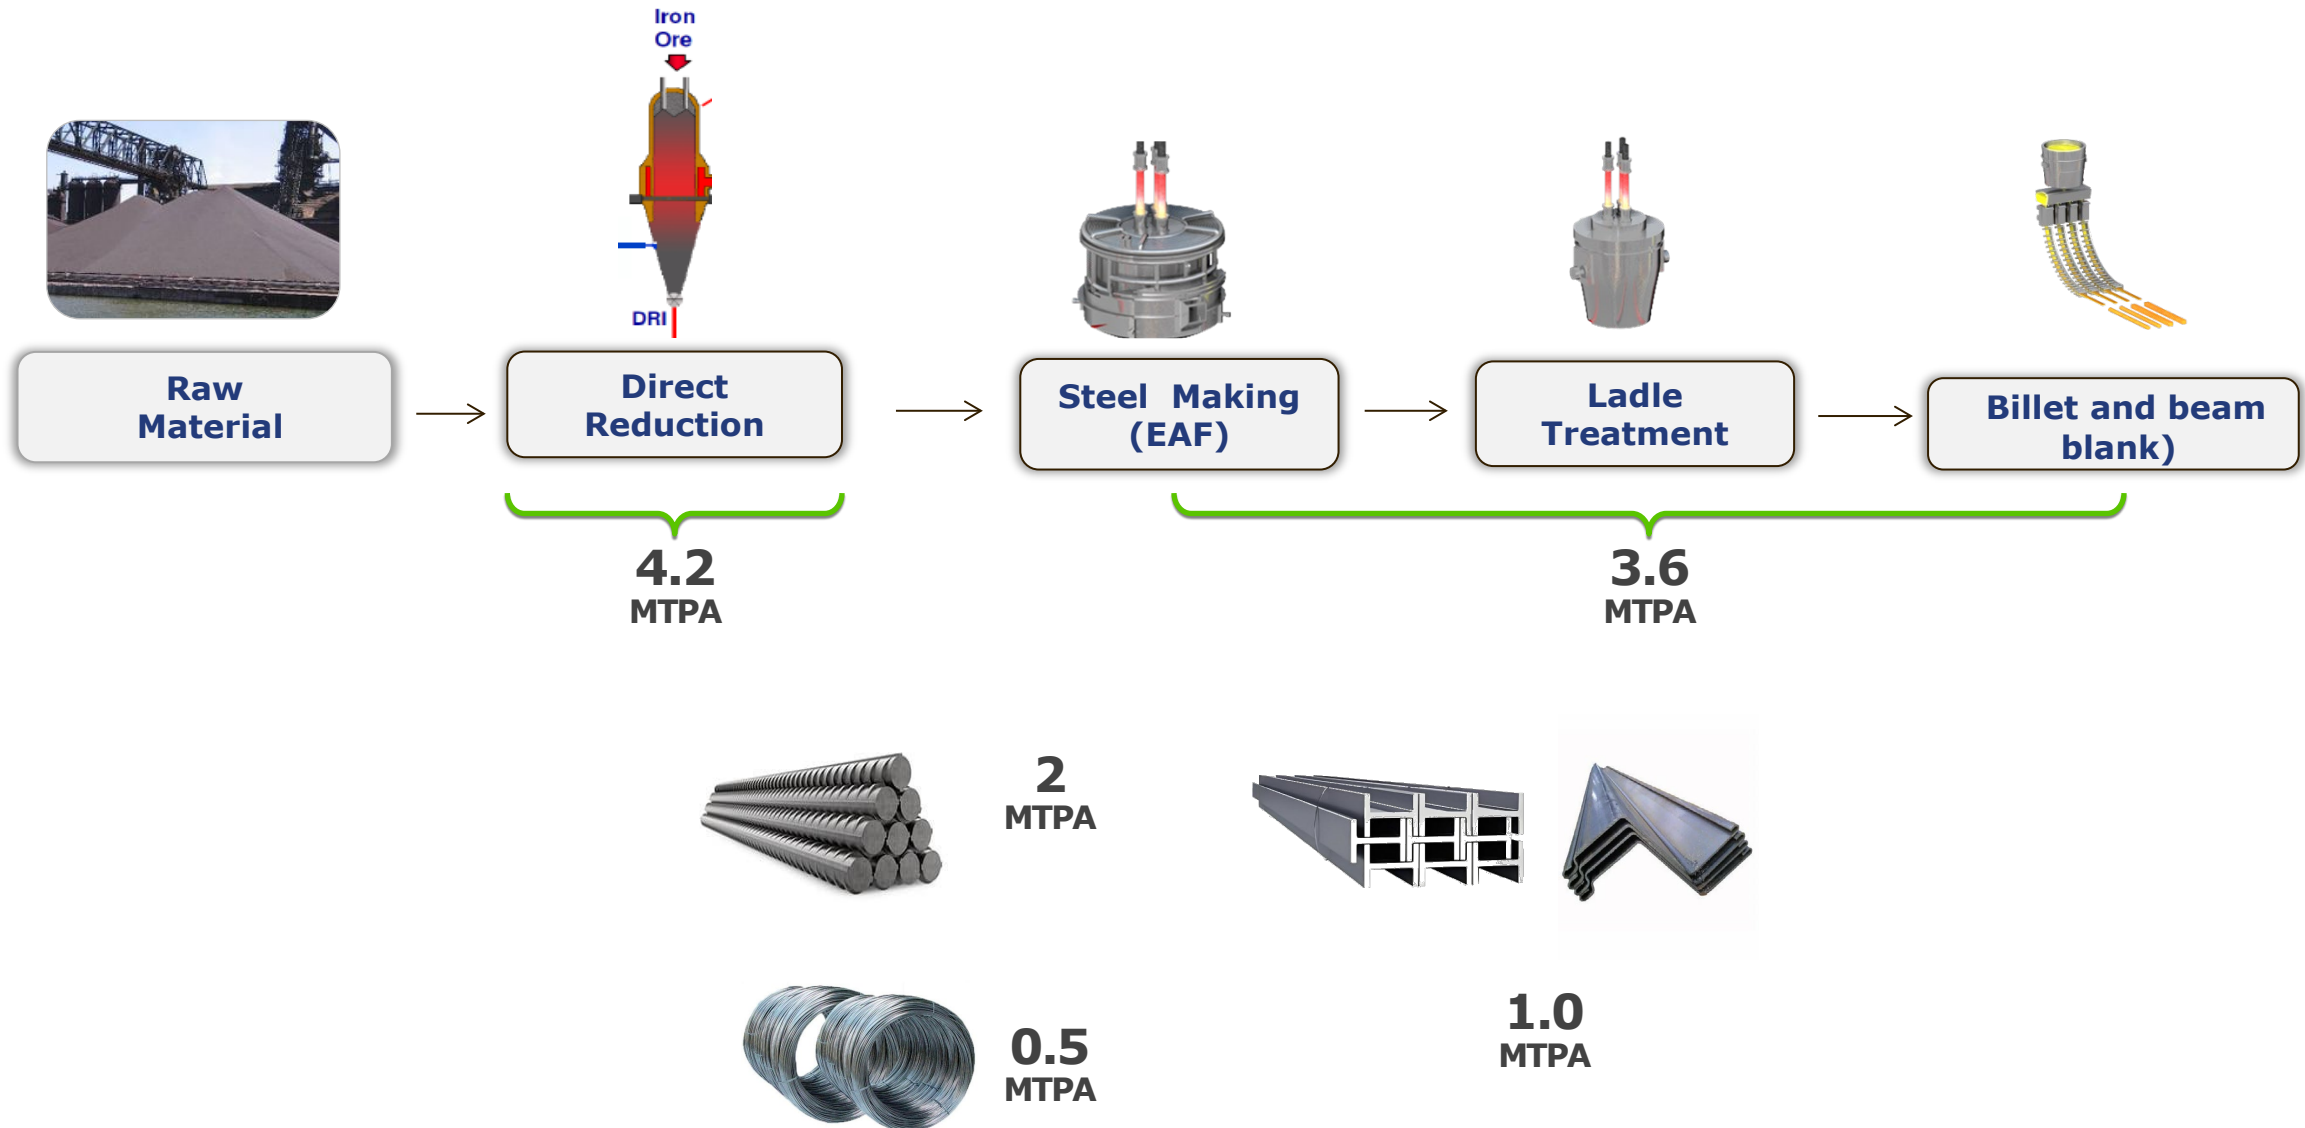 Iron
Ore
DRI
Raw
Material
Direct
Reduction
Steel Making
(EAF)
Ladle
Treatment
Billet and beam
blank)
4.2
MTPA
3.6
MTPA
2
MTPA
0.5
MTPA
1.0
MTPA